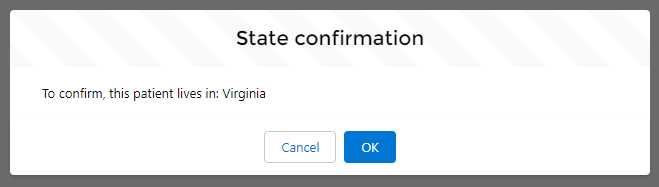 State confirmation
To confirm, this patient lives in: Virginia
Cancel
OK